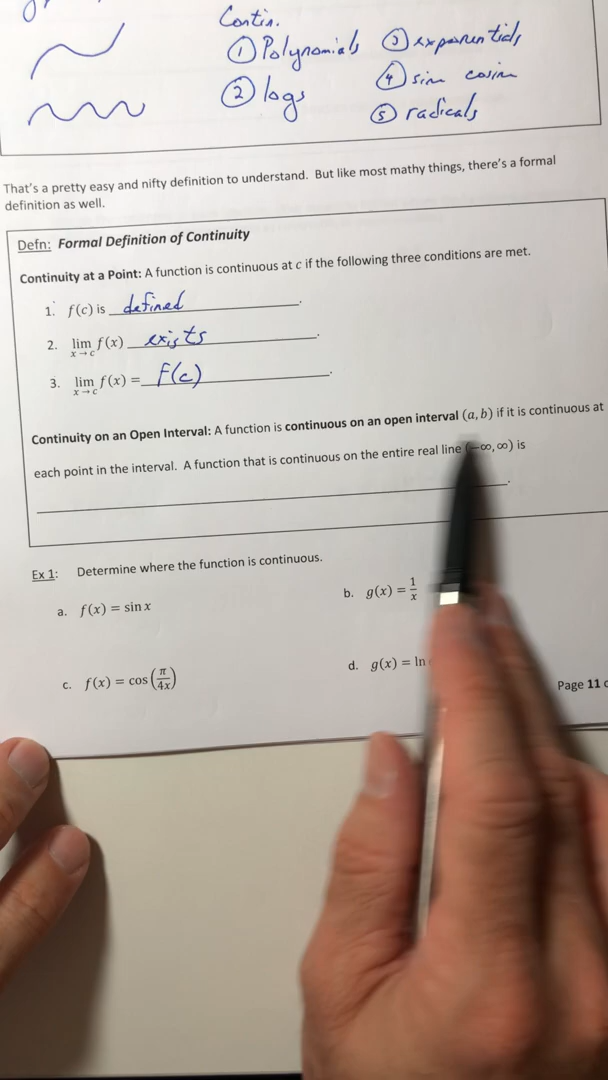 Contin.
① Polynomials ③ exponentials
② logs ④ sin cosin
⑤ radicals
That's a pretty easy and nifty definition to understand. But like most mathy things, there's a formal
definition as well.
Defn: Formal Definition of Continuity
Continuity at a Point: A function is continuous at c if the following three conditions are met.
1. f(c) is defined.
2. lim x→c f(x) exists.
3. lim x→c f(x) = f(c).
Continuity on an Open Interval: A function is continuous on an open interval (a, b) if it is continuous at
each point in the interval. A function that is continuous on the entire real line (−∞, ∞) is
Ex 1: Determine where the function is continuous.
a. f(x) = sin x
b. g(x) = 1/x
c. f(x) = cos(π/4x)
d. g(x) = ln
Page 11